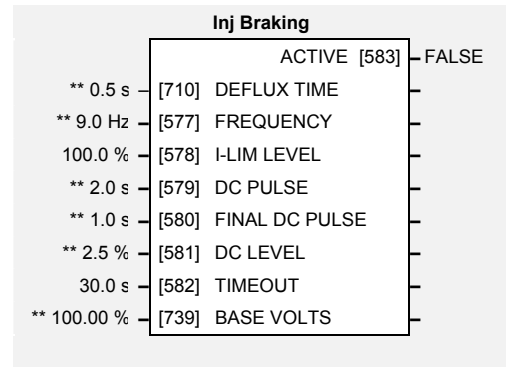 Inj Braking
ACTIVE [583] FALSE
** 0.5 s [710] DEFLUX TIME
** 9.0 Hz [577] FREQUENCY
100.0 % [578] I-LIM LEVEL
** 2.0 s [579] DC PULSE
** 1.0 s [580] FINAL DC PULSE
** 2.5 % [581] DC LEVEL
30.0 s [582] TIMEOUT
** 100.00 % [739] BASE VOLTS